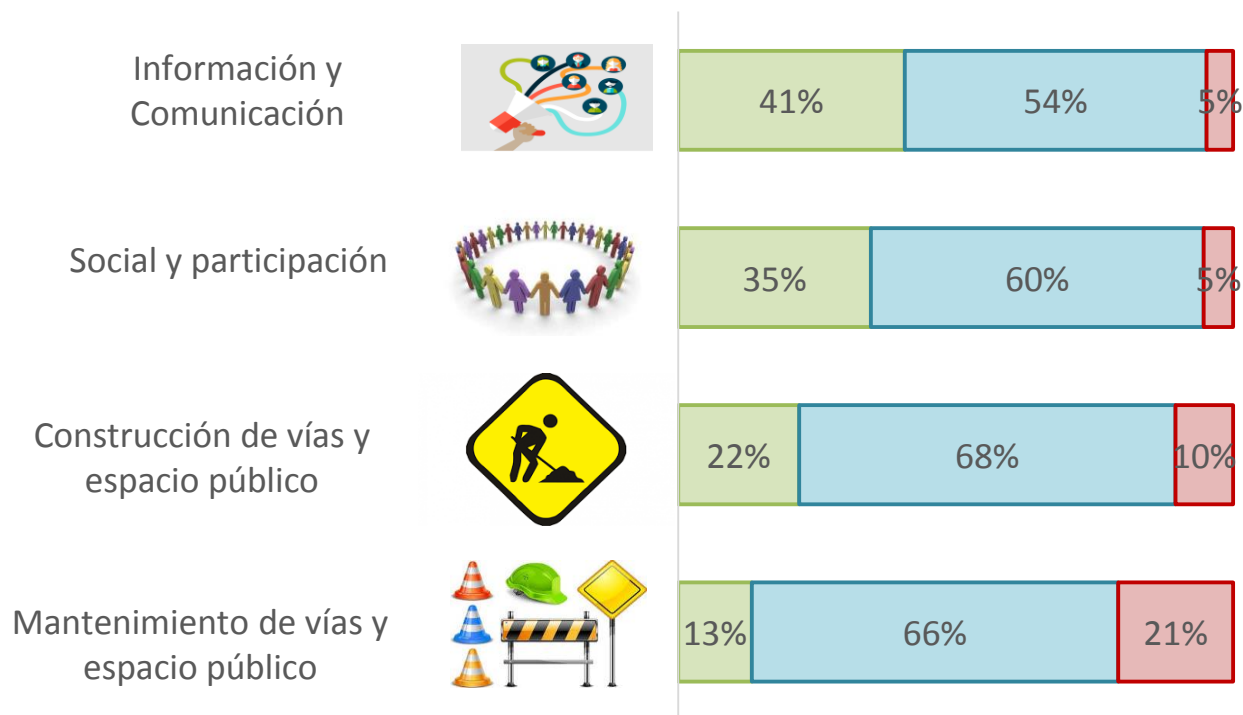 Información y
Comunicación
41% 54% 5%
Social y participación
35% 60% 5%
Construcción de vías y
espacio público
22% 68% 10%
Mantenimiento de vías y
espacio público
13% 66% 21%